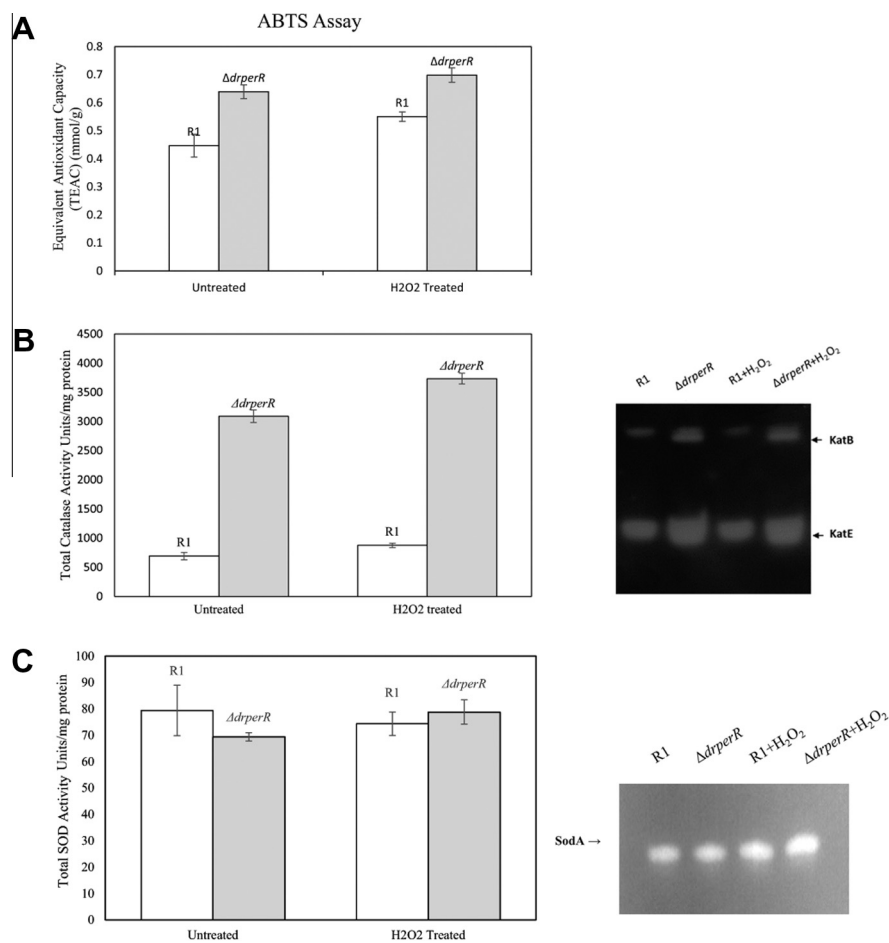 A
ABTS Assay
Equivalent Antioxidant Capacity
(TEAC) (mmol/g)
0.8
0.7
0.6
0.5
0.4
0.3
0.2
0.1
0
R1
ΔdrperR
R1
ΔdrperR
Untreated
H2O2 Treated
B
Total Catalase Activity Units/mg protein
4500
4000
3500
3000
2500
2000
1500
1000
500
0
R1
ΔdrperR
R1
ΔdrperR
Untreated
H2O2 treated
R1
ΔdrperR
R1+H₂O₂
ΔdrperR+H₂O₂
KatB
KatE
C
Total SOD Activity Units/mg protein
100
90
80
70
60
50
40
30
20
10
0
R1
ΔdrperR
R1
ΔdrperR
Untreated
H2O2 Treated
R1
ΔdrperR
R1+H₂O₂
ΔdrperR+H₂O₂
SodA →